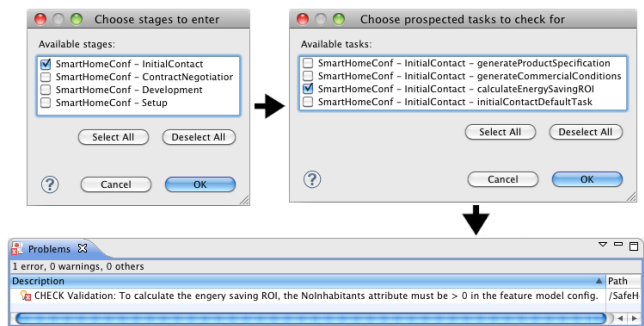 Choose stages to enter
Available stages:
SmartHomeConf - InitialContact
SmartHomeConf - ContractNegotiatior
SmartHomeConf - Development
SmartHomeConf - Setup
Select All
Deselect All
?
Cancel
OK
Choose prospected tasks to check for
Available tasks:
SmartHomeConf - InitialContact - generateProductSpecification
SmartHomeConf - InitialContact - generateCommercialConditions
SmartHomeConf - InitialContact - calculateEnergySavingROI
SmartHomeConf - InitialContact - initialContactDefaultTask
Select All
Deselect All
?
Cancel
OK
Problems
1 error, 0 warnings, 0 others
Description
Path
CHECK Validation: To calculate the engery saving ROI, the NoInhabitants attribute must be > 0 in the feature model config.
/SafeH